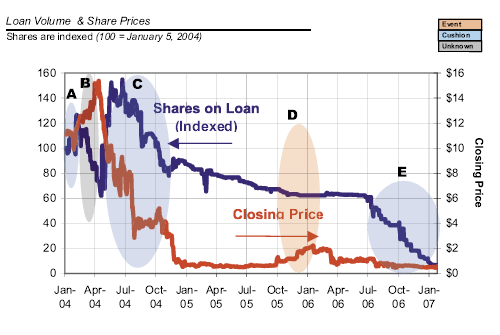 Loan Volume & Share Prices
Shares are indexed (100 = January 5, 2004)
Event
Cushion
Unknown
160 $16
140 $14
120 $12
100 $10
80 $8
60 $6
40 $4
20 $2
0 $0
A
B
C
D
E
Shares on Loan
(Indexed)
Closing Price
Closing Price
Jan- Apr- Jul- Oct- Jan- Apr- Jul- Oct- Jan- Apr- Jul- Oct- Jan-
04 04 04 04 05 05 05 05 06 06 06 06 07